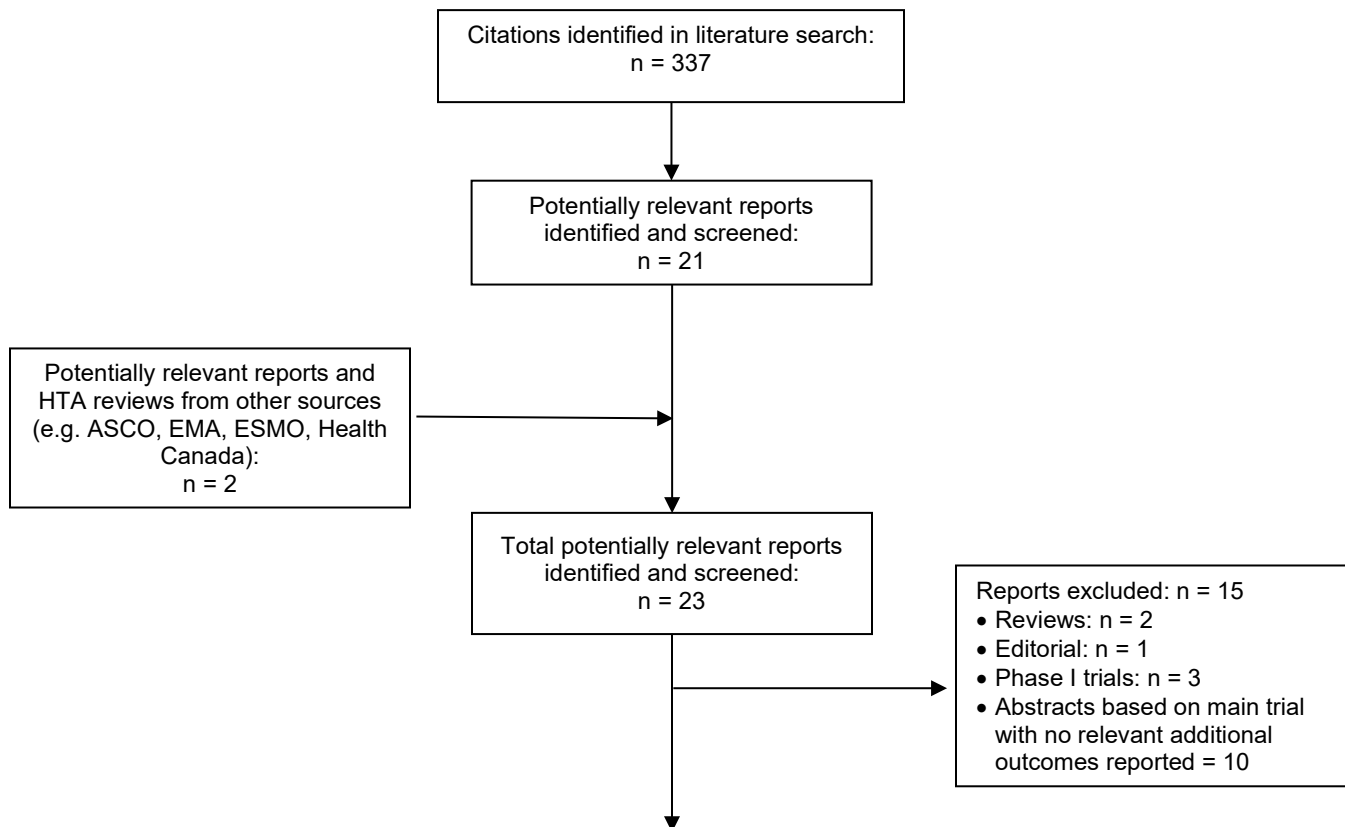 Citations identified in literature search:
n = 337
Potentially relevant reports
identified and screened:
n = 21
Potentially relevant reports and
HTA reviews from other sources
(e.g. ASCO, EMA, ESMO, Health
Canada):
n = 2
Total potentially relevant reports
identified and screened:
n = 23
Reports excluded: n = 15
• Reviews: n = 2
• Editorial: n = 1
• Phase I trials: n = 3
• Abstracts based on main trial
with no relevant additional
outcomes reported = 10